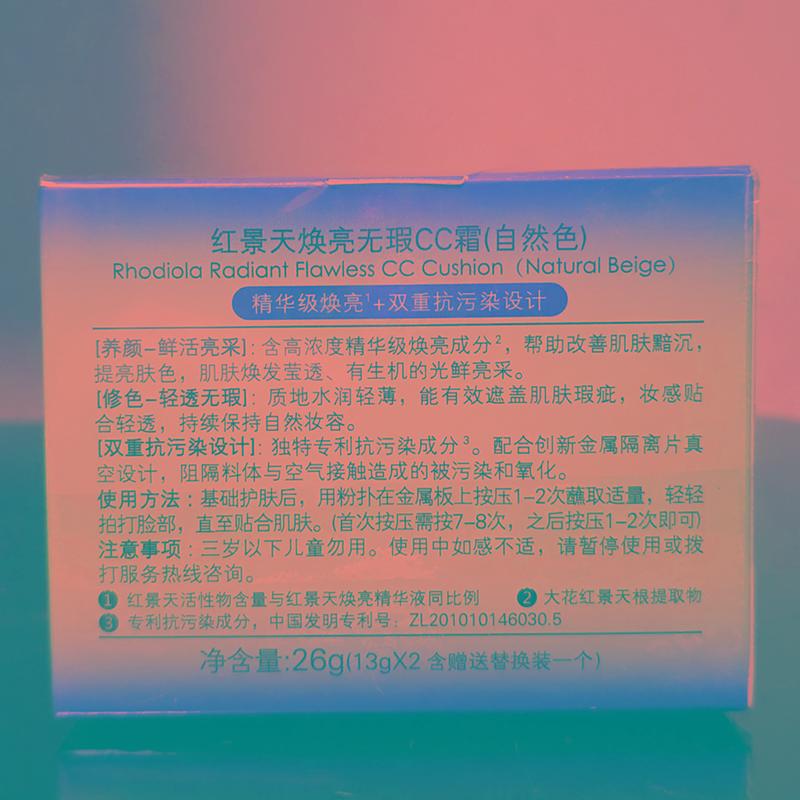 红景天焕亮无瑕CC霜(自然色)
Rhodiola Radiant Flawless CC Cushion (Natural Beige)
精华级焕亮¹+双重抗污染设计
[养颜-鲜活亮采]: 含高浓度精华级焕亮成分², 帮助改善肌肤黯沉,
提亮肤色, 肌肤焕发莹透、有生机的光鲜亮采。
[修色-轻透无瑕]: 质地水润轻薄, 能有效遮盖肌肤瑕疵, 妆感贴
合轻透, 持续保持自然妆容。
[双重抗污染设计]: 独特专利抗污染成分³。配合创新金属隔离片真
空设计, 阻隔料体与空气接触造成的被污染和氧化。
使用方法: 基础护肤后, 用粉扑在金属板上按压1-2次蘸取适量, 轻轻
拍打脸部, 直至贴合肌肤。(首次按压需按7-8次, 之后按压1-2次即可)
注意事项: 三岁以下儿童勿用。使用中如感不适, 请暂停使用或拨
打服务热线咨询。
❶ 红景天活性物含量与红景天焕亮精华液同比例 ❷ 大花红景天根提取物
❸ 专利抗污染成分, 中国发明专利号: ZL201010146030.5
净含量:26g(13gX2 含赠送替换装一个)